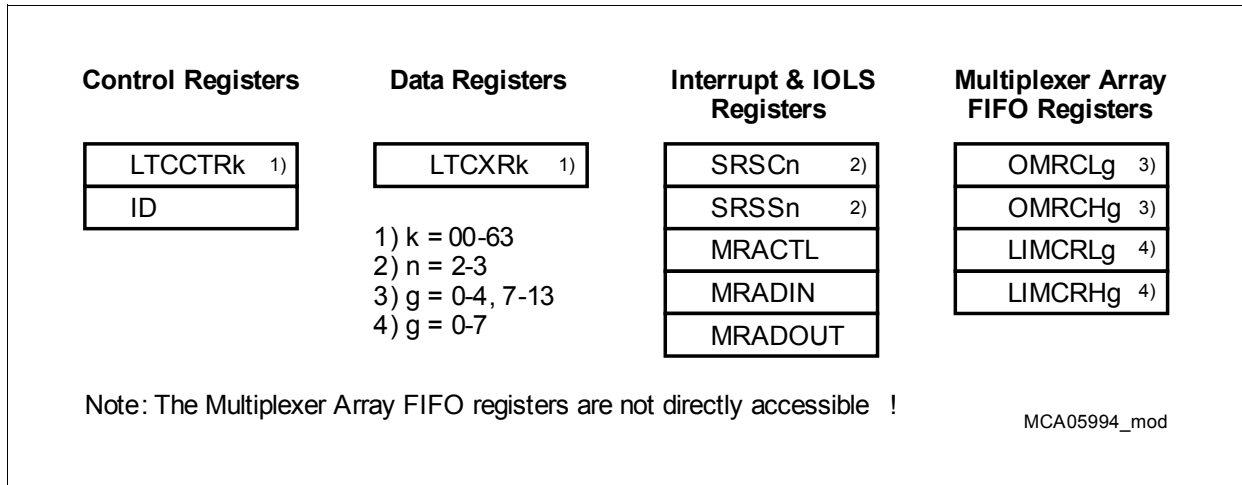 Control Registers
LTCCTRk 1)
ID
Data Registers
LTCXRk 1)
1) k = 00-63
2) n = 2-3
3) g = 0-4, 7-13
4) g = 0-7
Interrupt & IOLS
Registers
SRSCn 2)
SRSSn 2)
MRACTL
MRADIN
MRADOUT
Multiplexer Array
FIFO Registers
OMRCLg 3)
OMRCHg 3)
LIMCRLg 4)
LIMCRHg 4)
Note: The Multiplexer Array FIFO registers are not directly accessible !
MCA05994_mod